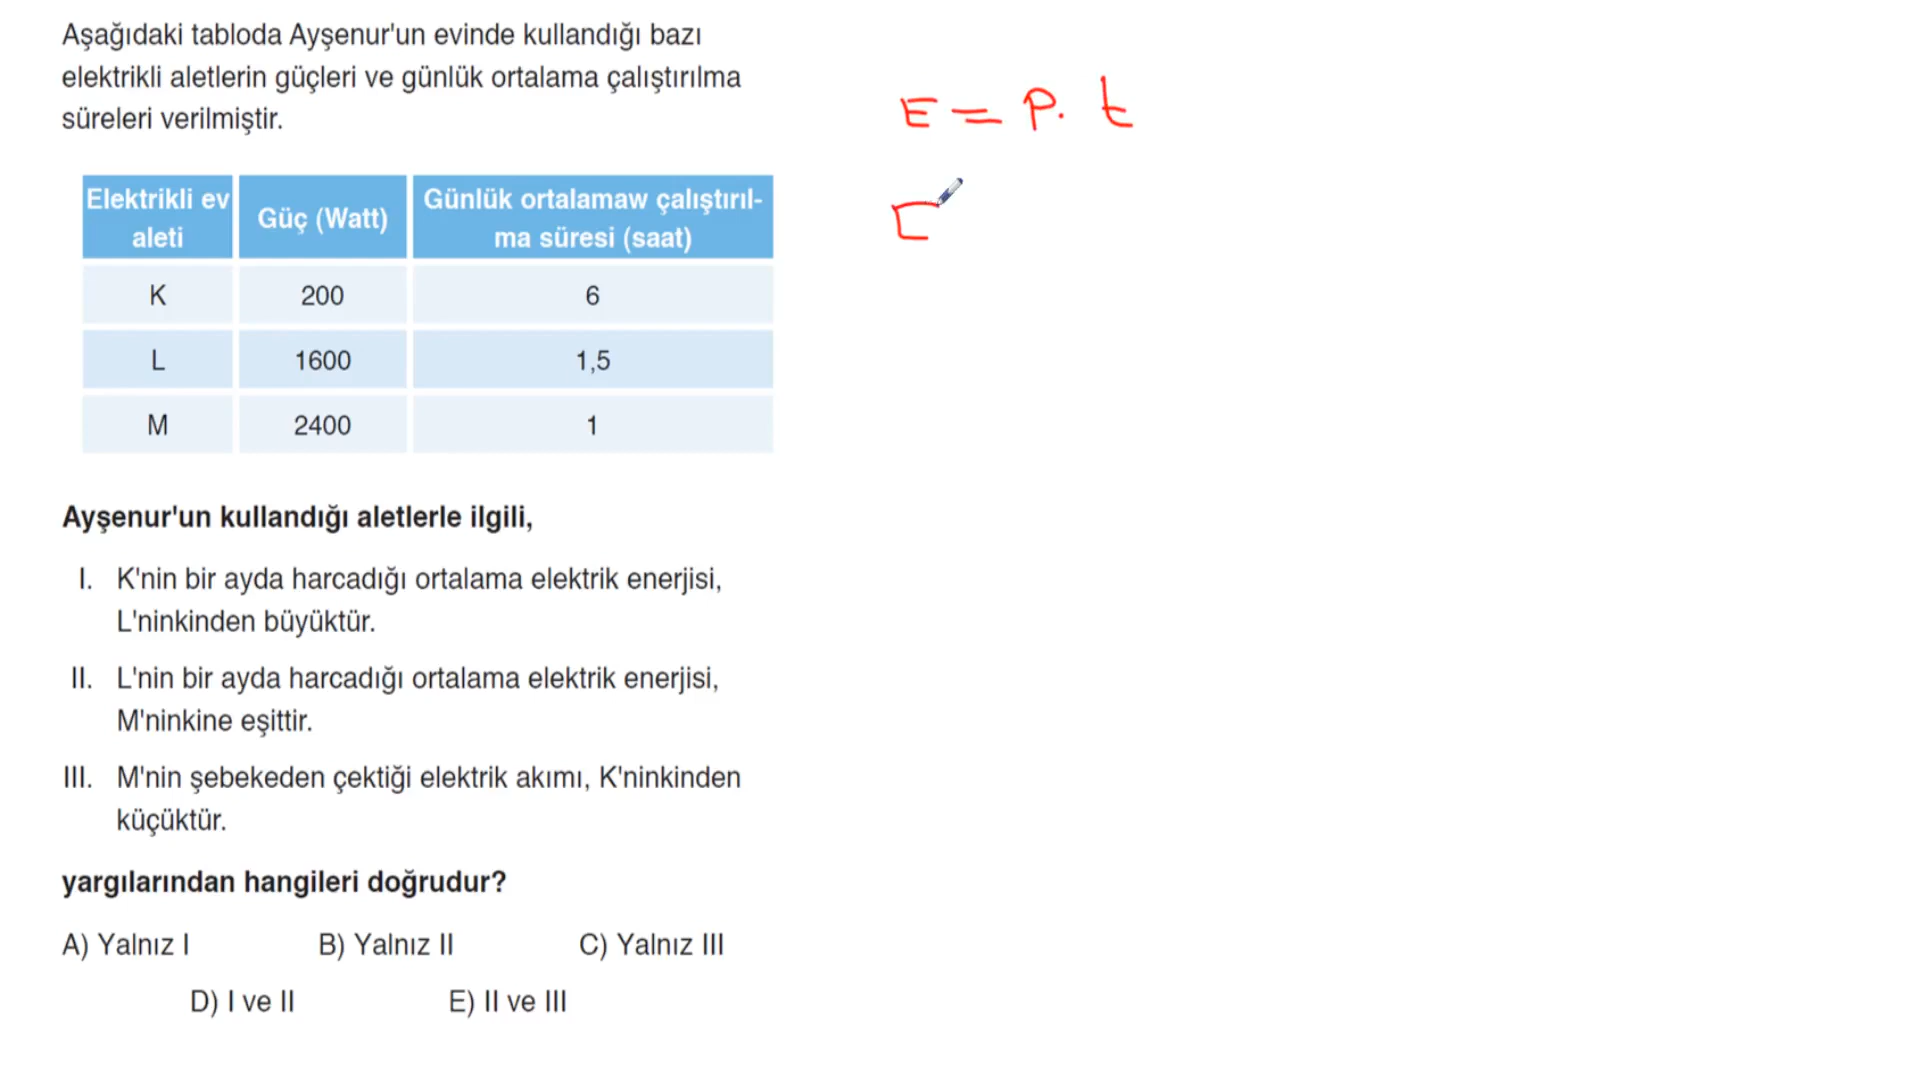 Aşağıdaki tabloda Ayşenur'un evinde kullandığı bazı
elektrikli aletlerin güçleri ve günlük ortalama çalıştırılma
süreleri verilmiştir.
E = P. t
E
Elektrikli ev aleti
Güç (Watt)
Günlük ortalamaw çalıştırıl-
ma süresi (saat)
K 200 6
L 1600 1,5
M 2400 1
Ayşenur'un kullandığı aletlerle ilgili,
I. K'nin bir ayda harcadığı ortalama elektrik enerjisi,
L'ninkinden büyüktür.
II. L'nin bir ayda harcadığı ortalama elektrik enerjisi,
M'ninkine eşittir.
III. M'nin şebekeden çektiği elektrik akımı, K'ninkinden
küçüktür.
yargılarından hangileri doğrudur?
A) Yalnız I B) Yalnız II C) Yalnız III
D) I ve II E) II ve III